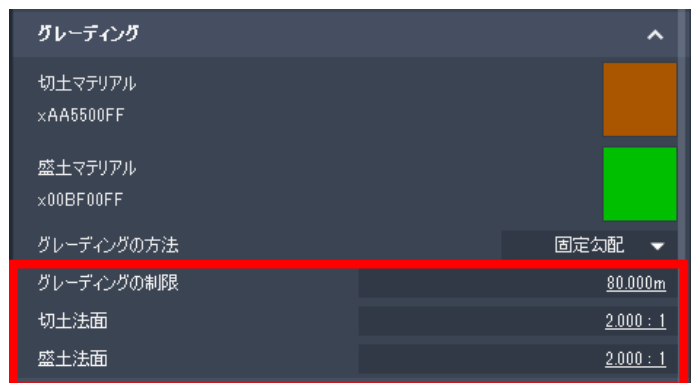 グレーディング
切土マテリアル
xAA5500FF
盛土マテリアル
x00BF00FF
グレーディングの方法 固定勾配
グレーディングの制限 80.000m
切土法面 2.000 : 1
盛土法面 2.000 : 1